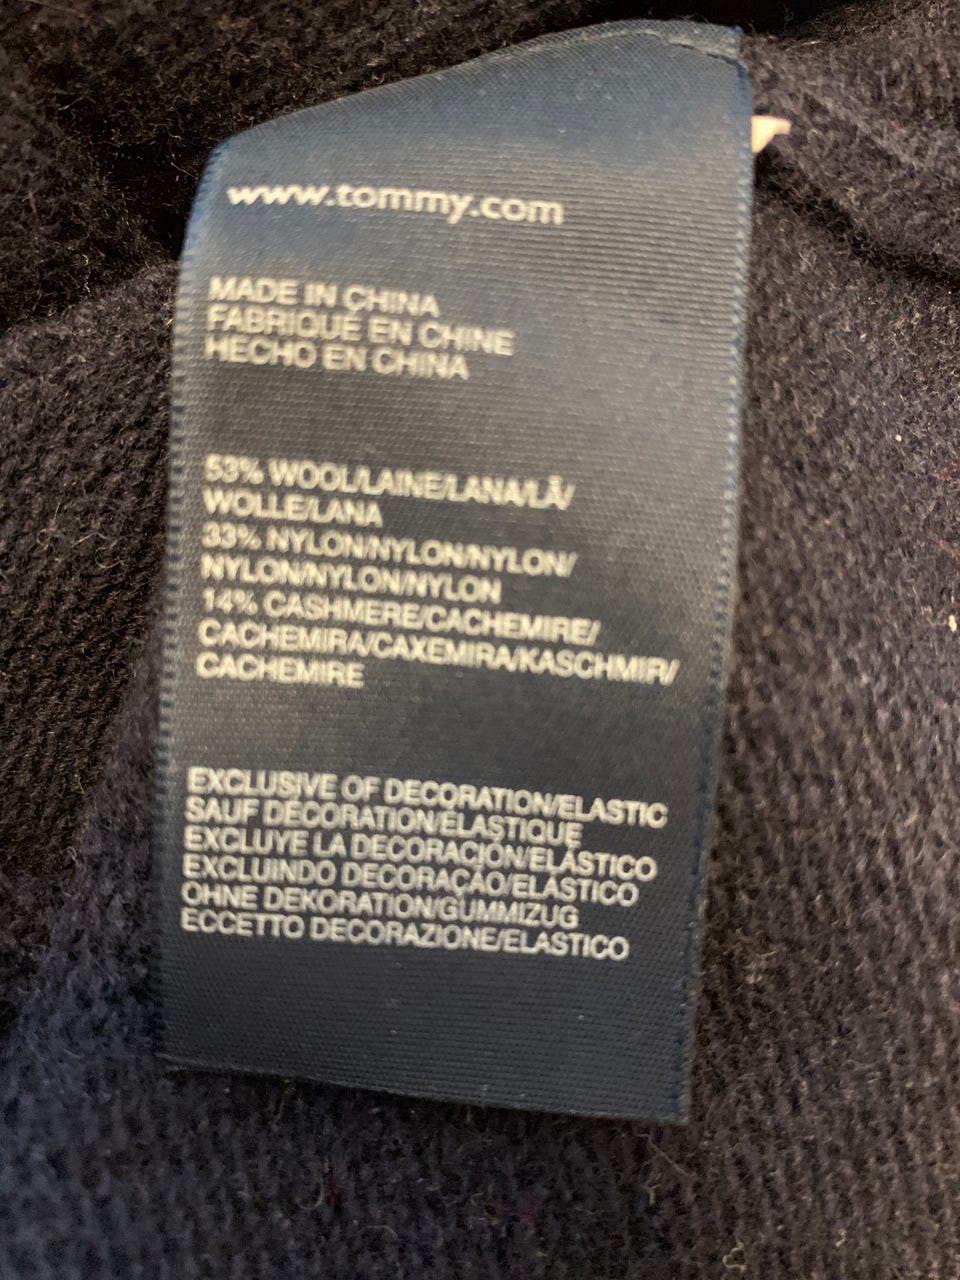 www.tommy.com
MADE IN CHINA
FABRIQUÉ EN CHINE
HECHO EN CHINA
53% WOOL/LAINE/LANA/LÃ/
WOLLE/LANA
33% NYLON/NYLON/NYLON/
NYLON/NYLON/NYLON
14% CASHMERE/CACHEMIRE/
CACHEMIRA/CAXEMIRA/KASCHMIR/
CACHEMIRE
EXCLUSIVE OF DECORATION/ELASTIC
SAUF DÉCORATION/ÉLASTIQUE
EXCLUYE LA DECORACIÓN/ELÁSTICO
EXCLUINDO DECORAÇÃO/ELÁSTICO
OHNE DEKORATION/GUMMIZUG
ECCETTO DECORAZIONE/ELASTICO